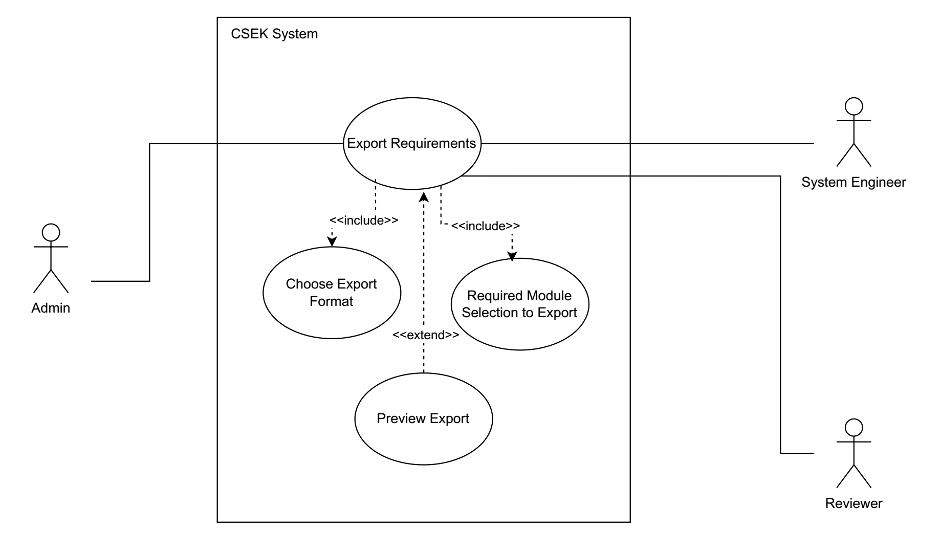 CSEK System
Export Requirements
System Engineer
<<include>>
<<include>>
Admin
Choose Export
Format
Required Module
Selection to Export
<<extend>>
Preview Export
Reviewer